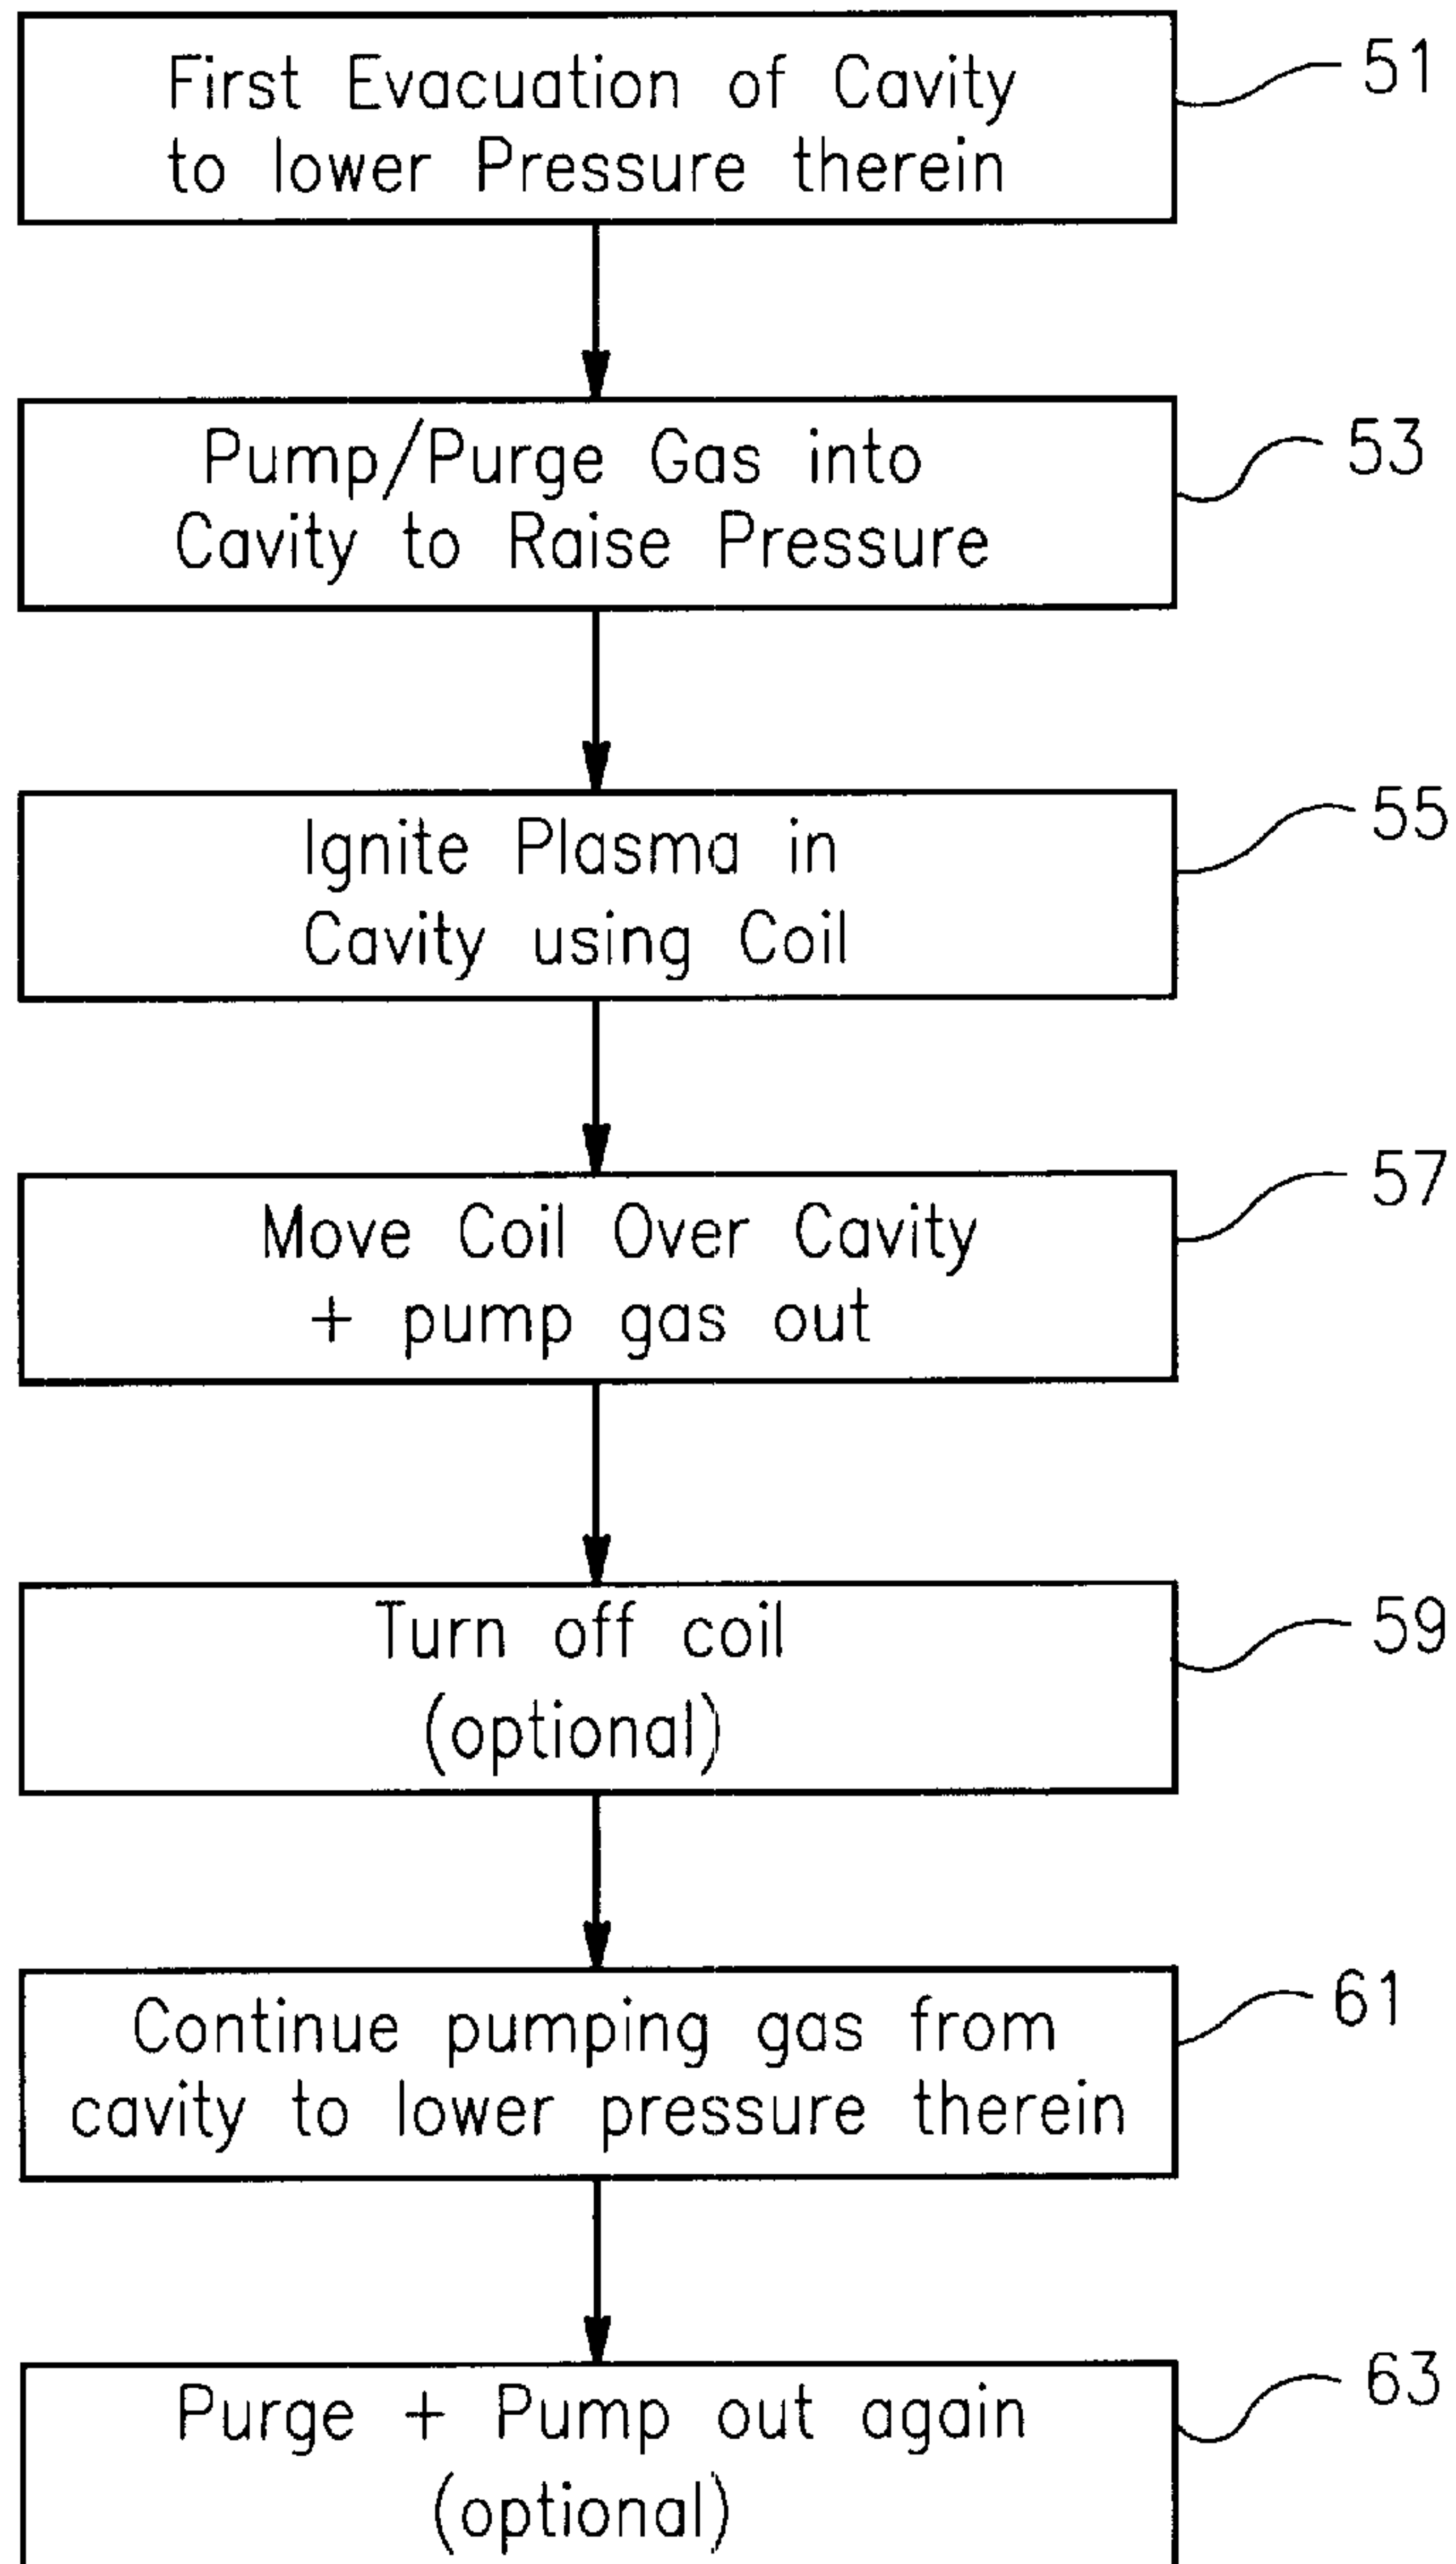 First Evacuation of Cavity
to lower Pressure therein
51
Pump/Purge Gas into
Cavity to Raise Pressure
53
Ignite Plasma in
Cavity using Coil
55
Move Coil Over Cavity
+ pump gas out
57
Turn off coil
(optional)
59
Continue pumping gas from
cavity to lower pressure therein
61
Purge + Pump out again
(optional)
63